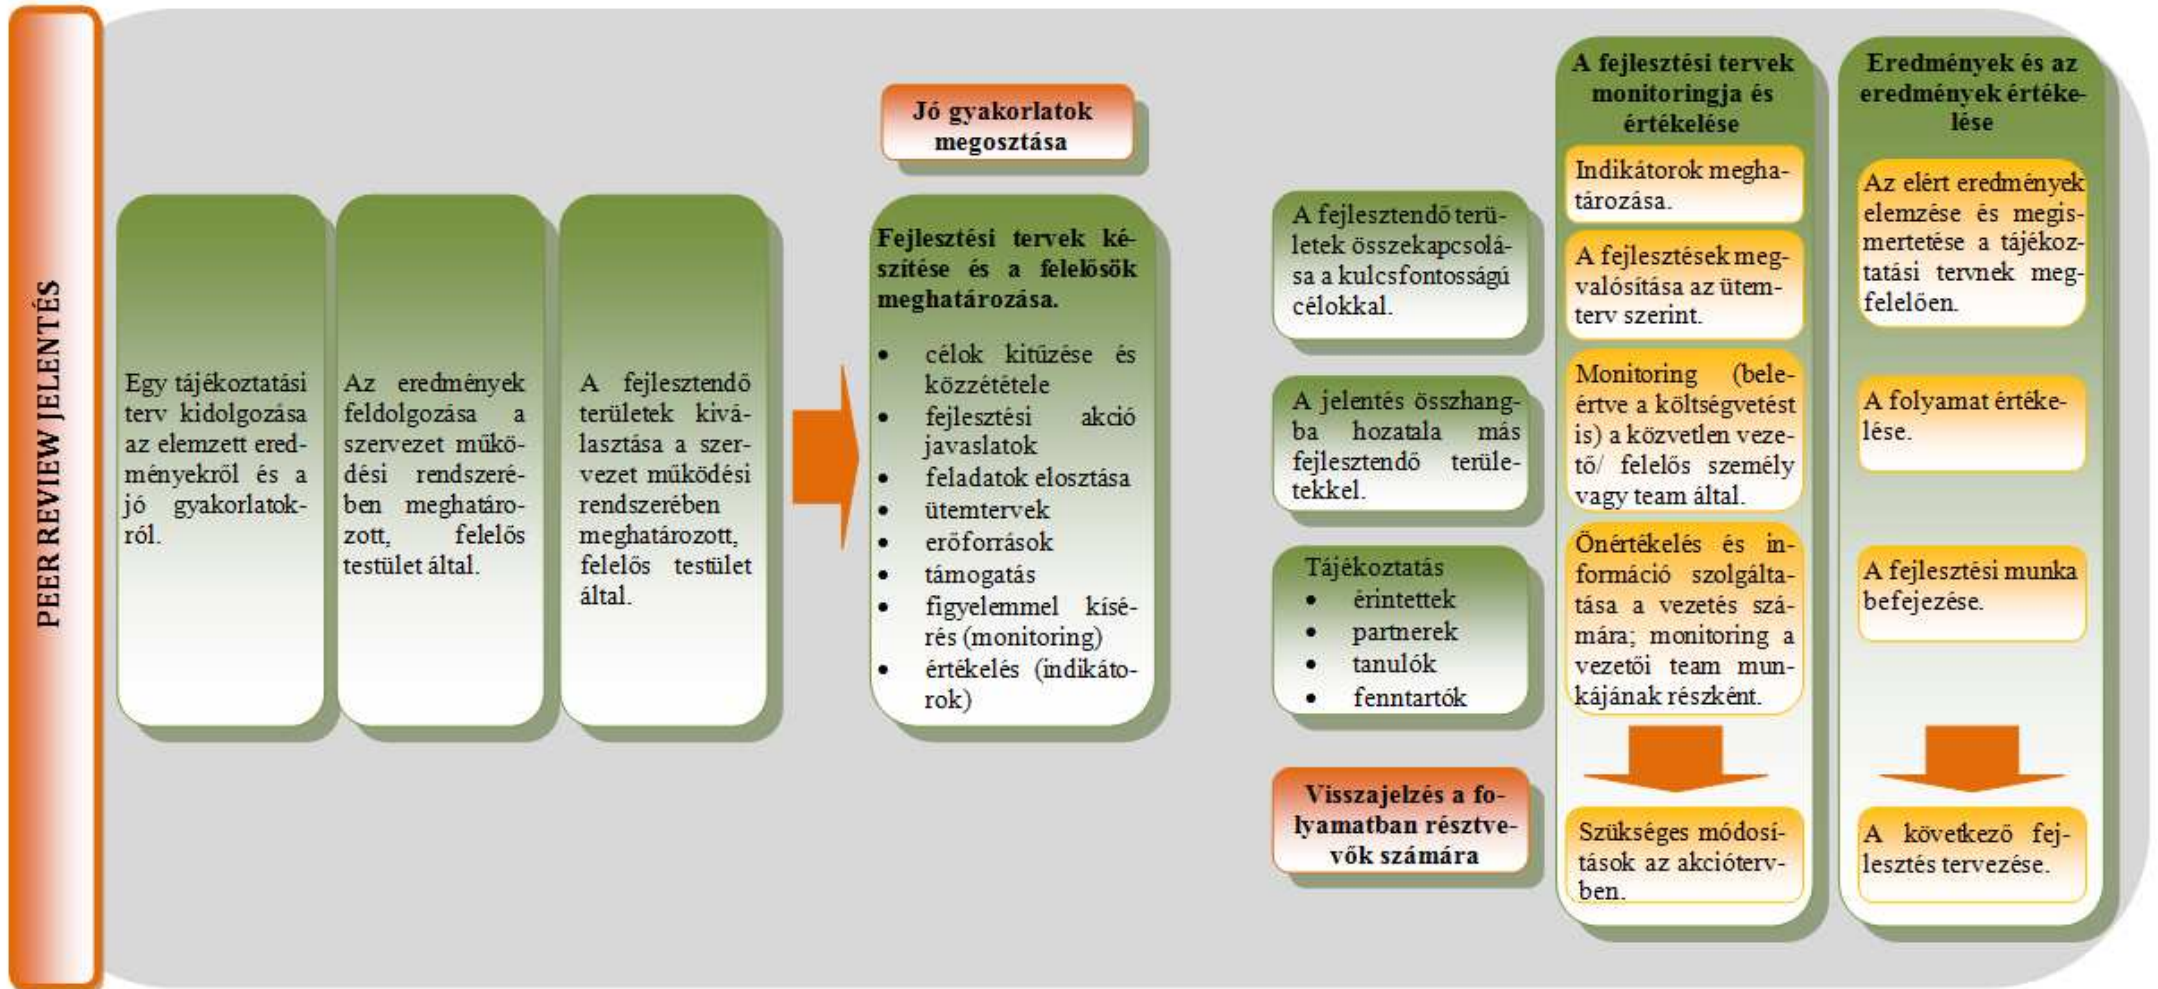 PEER REVIEW JELENTÉS
Egy tájékoztatási
terv kidolgozása
az elemzett ered-
ményekről és a
jó gyakorlatok-
ról.
Az eredmények
feldolgozása a
szervezet műkö-
dési rendszeré-
ben meghatáro-
zott, felelős
testület által.
A fejlesztendő
területek kivá-
lasztása a szer-
vezet működési
rendszerében
meghatározott,
felelős testület
által.
Jó gyakorlatok
megosztása
Fejlesztési tervek ké-
szítése és a felelősök
meghatározása.
• célok kitűzése és
közzététele
• fejlesztési akció
javaslatok
• feladatok elosztása
• ütemtervek
• erőforrások
• támogatás
• figyelemmel kísé-
rés (monitoring)
• értékelés (indikáto-
rok)
A fejlesztendő terü-
letek összekapcsolá-
sa a kulcsfontosságú
célokkal.
A jelentés összhang-
ba hozatala más
fejlesztendő terüle-
tekkel.
Tájékoztatás
• érintettek
• partnerek
• tanulók
• fenntartók
Visszajelzés a fo-
lyamatban résztve-
vők számára
A fejlesztési tervek
monitoringja és
értékelése
Indikátorok megha-
tározása.
A fejlesztések meg-
valósítása az ütem-
terv szerint.
Monitoring (bele-
értve a költségvetést
is) a közvetlen veze-
tő/ felelős személy
vagy team által.
Önértékelés és in-
formáció szolgálta-
tása a vezetés szá-
mára; monitoring a
vezetői team mun-
kájának részként.
Szükséges módosí-
tások az akcióterv-
ben.
Eredmények és az
eredmények értéke-
lése
Az elért eredmények
elemzése és megis-
mertetése a tájékoz-
tatási tervnek meg-
felelően.
A folyamat értéke-
lése.
A fejlesztési munka
befejezése.
A következő fej-
lesztés tervezése.